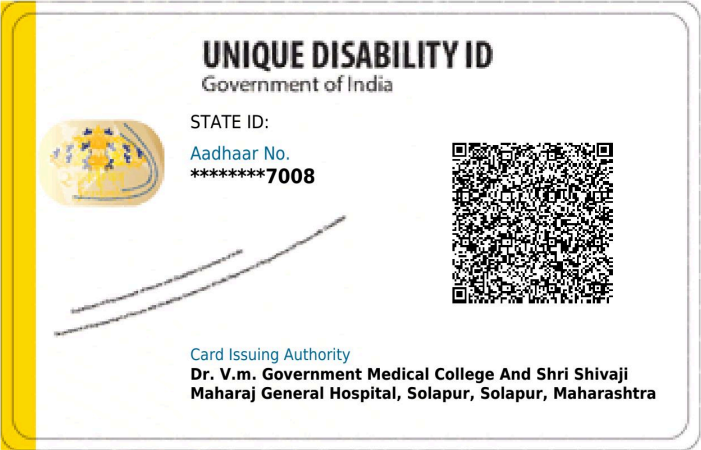 UNIQUE DISABILITY ID
Government of India
STATE ID:
Aadhaar No.
********7008
Card Issuing Authority
Dr. V.m. Government Medical College And Shri Shivaji
Maharaj General Hospital, Solapur, Solapur, Maharashtra